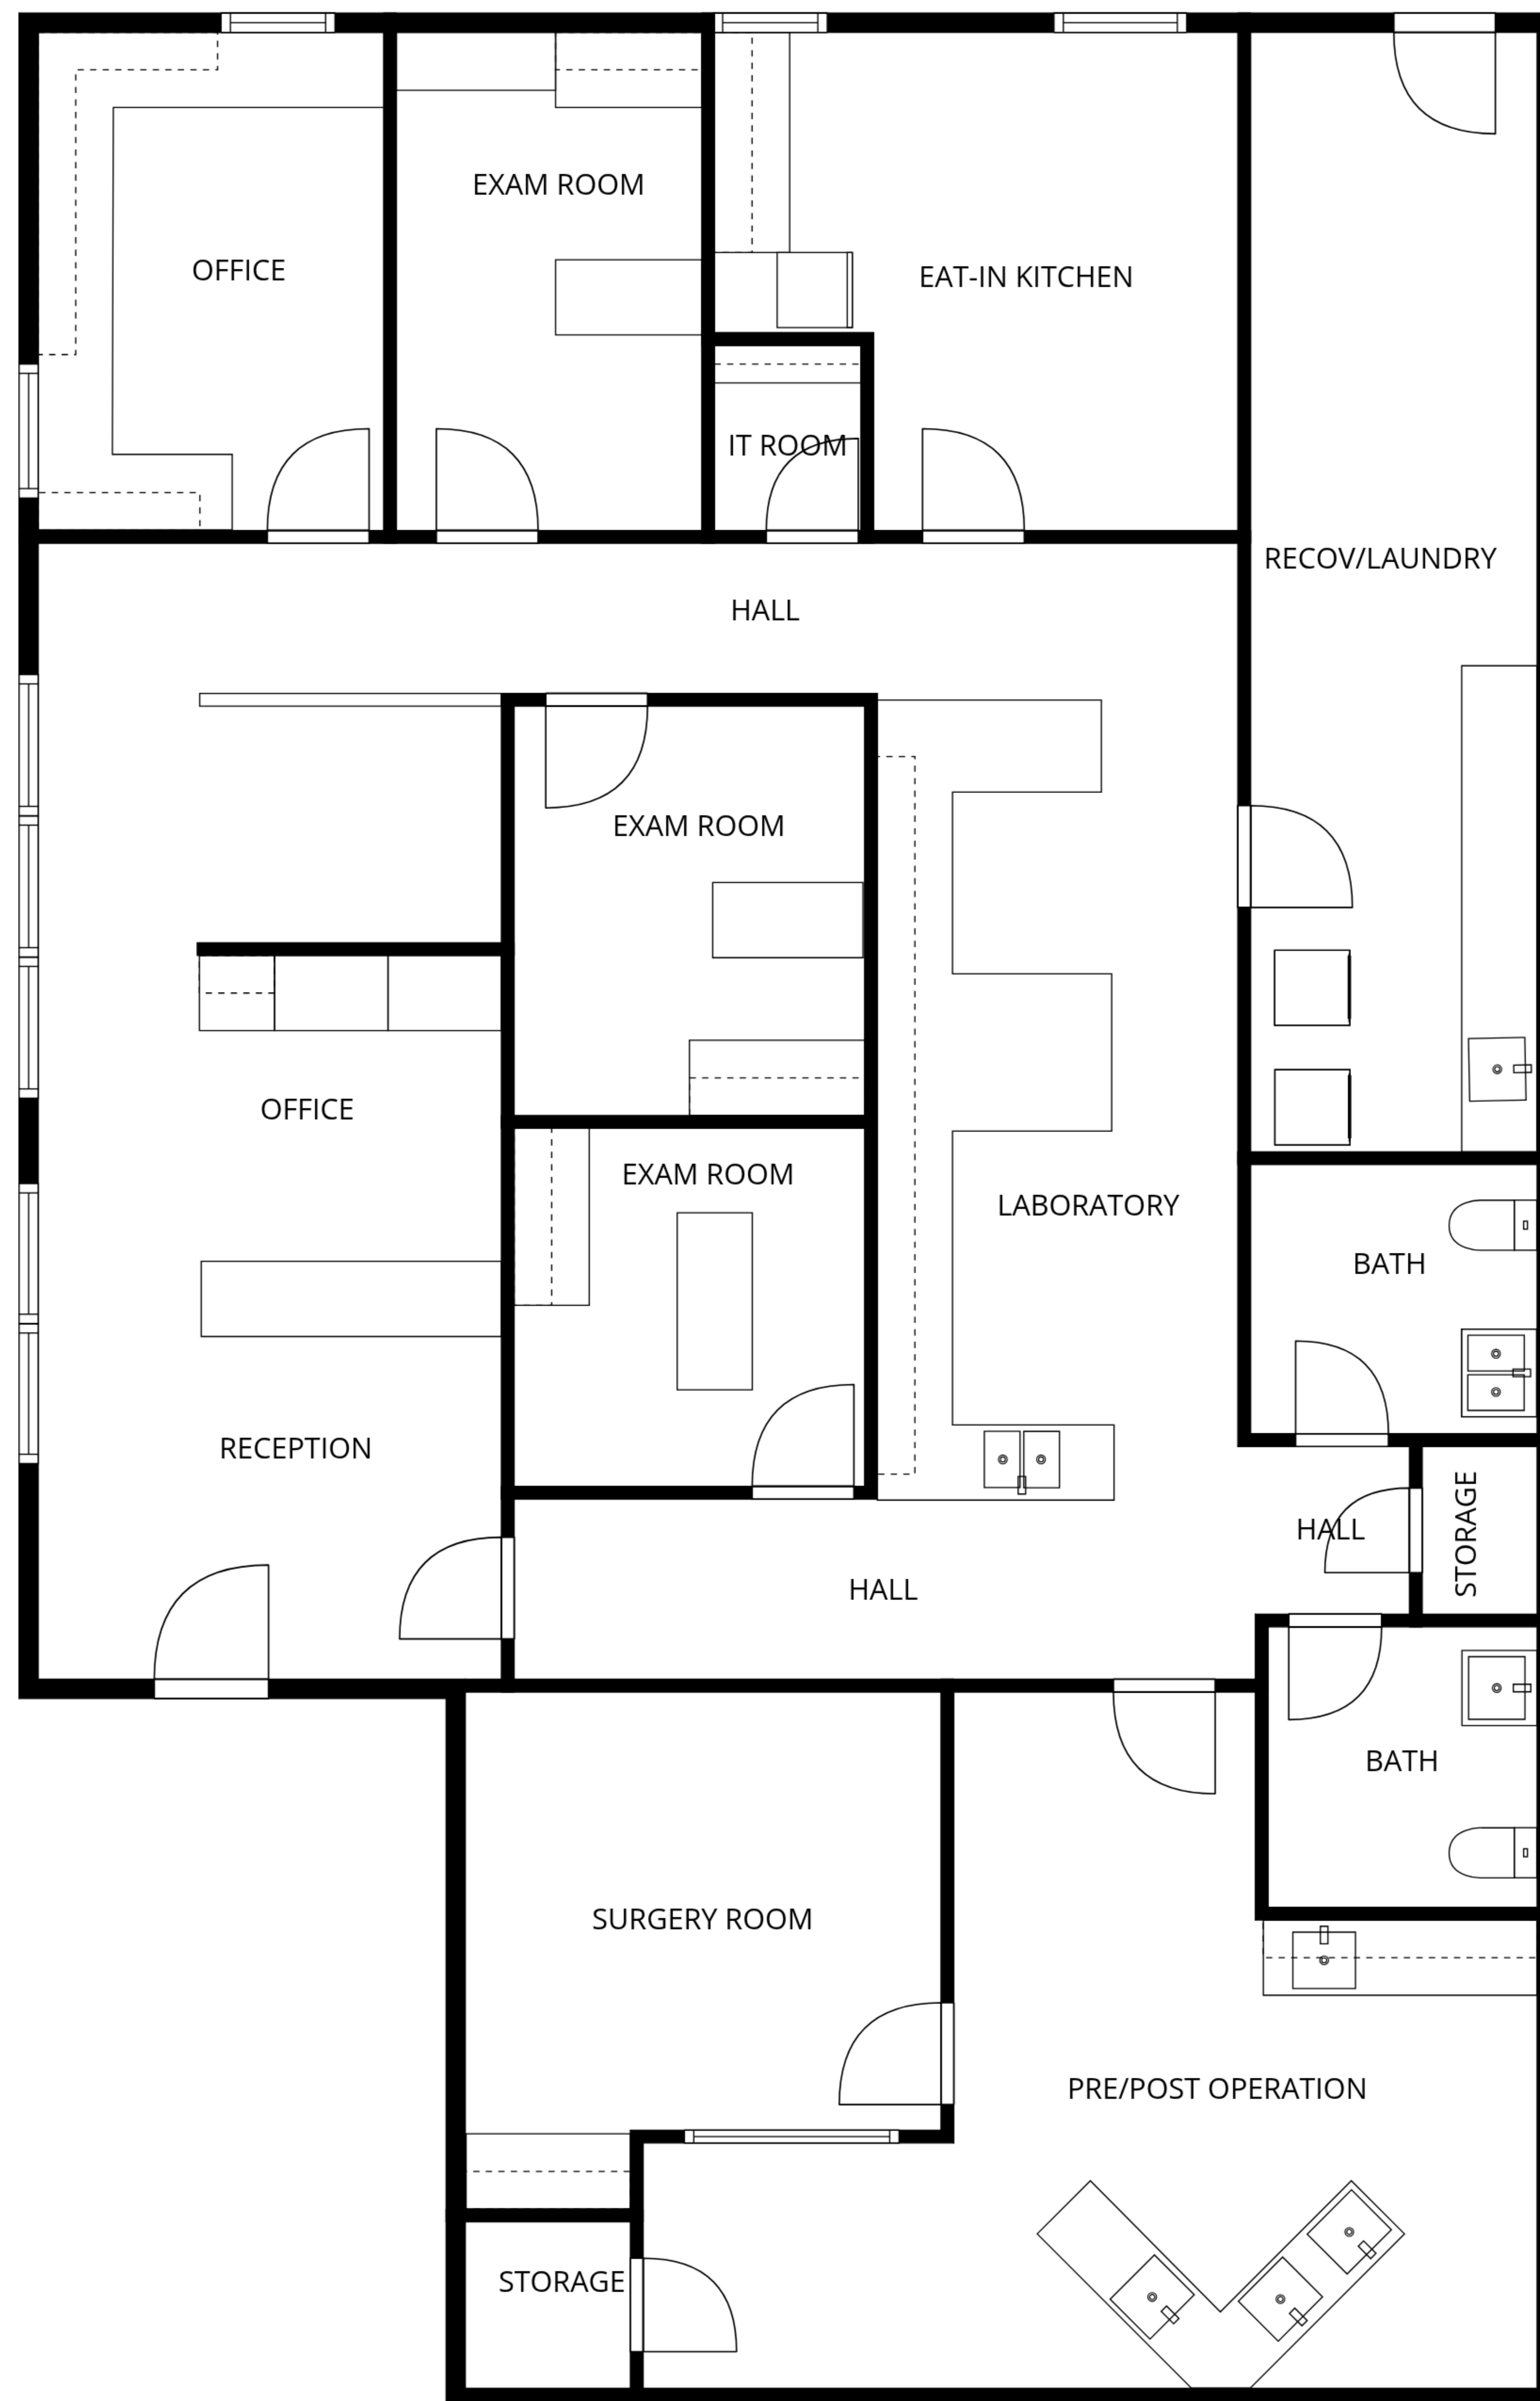 EXAM ROOM
OFFICE
EAT-IN KITCHEN
IT ROOM
RECOV/LAUNDRY
HALL
EXAM ROOM
OFFICE
EXAM ROOM
LABORATORY
BATH
RECEPTION
HALL
STORAGE
HALL
BATH
SURGERY ROOM
PRE/POST OPERATION
STORAGE